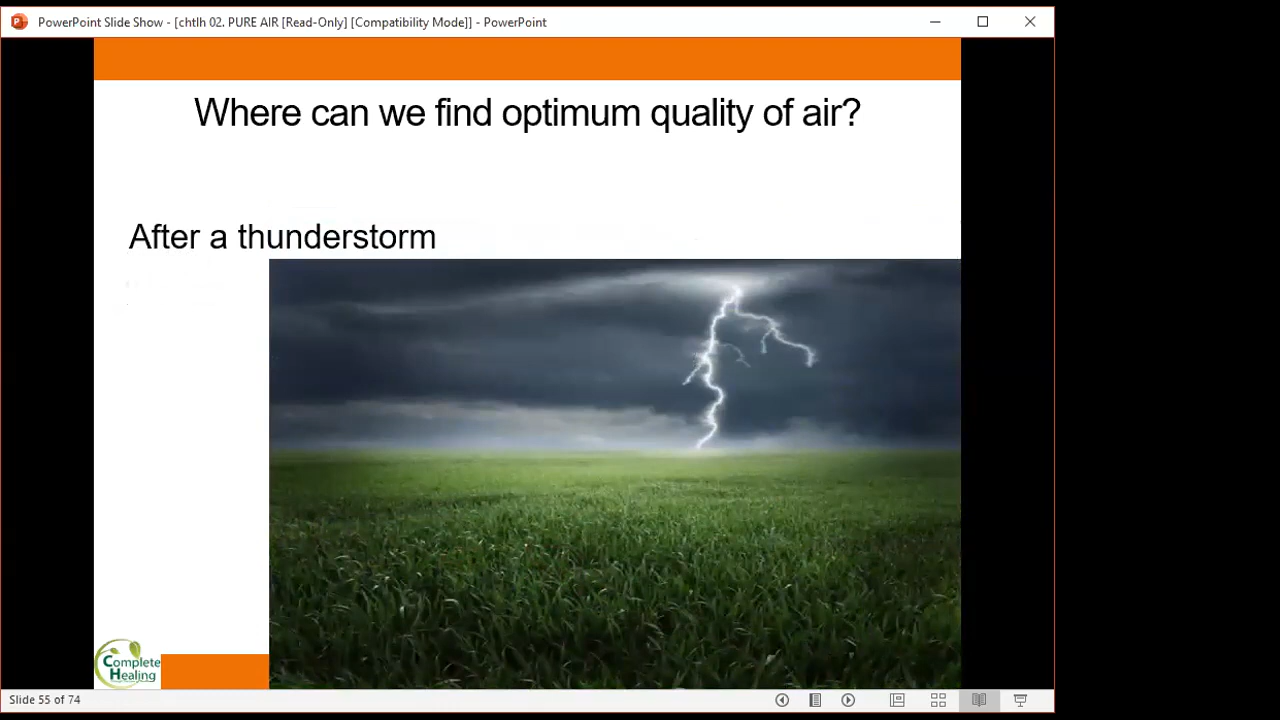 PowerPoint Slide Show - [chtlh 02. PURE AIR [Read-Only] [Compatibility Mode]] - PowerPoint
Where can we find optimum quality of air?
After a thunderstorm
Complete
Healing
Slide 55 of 74